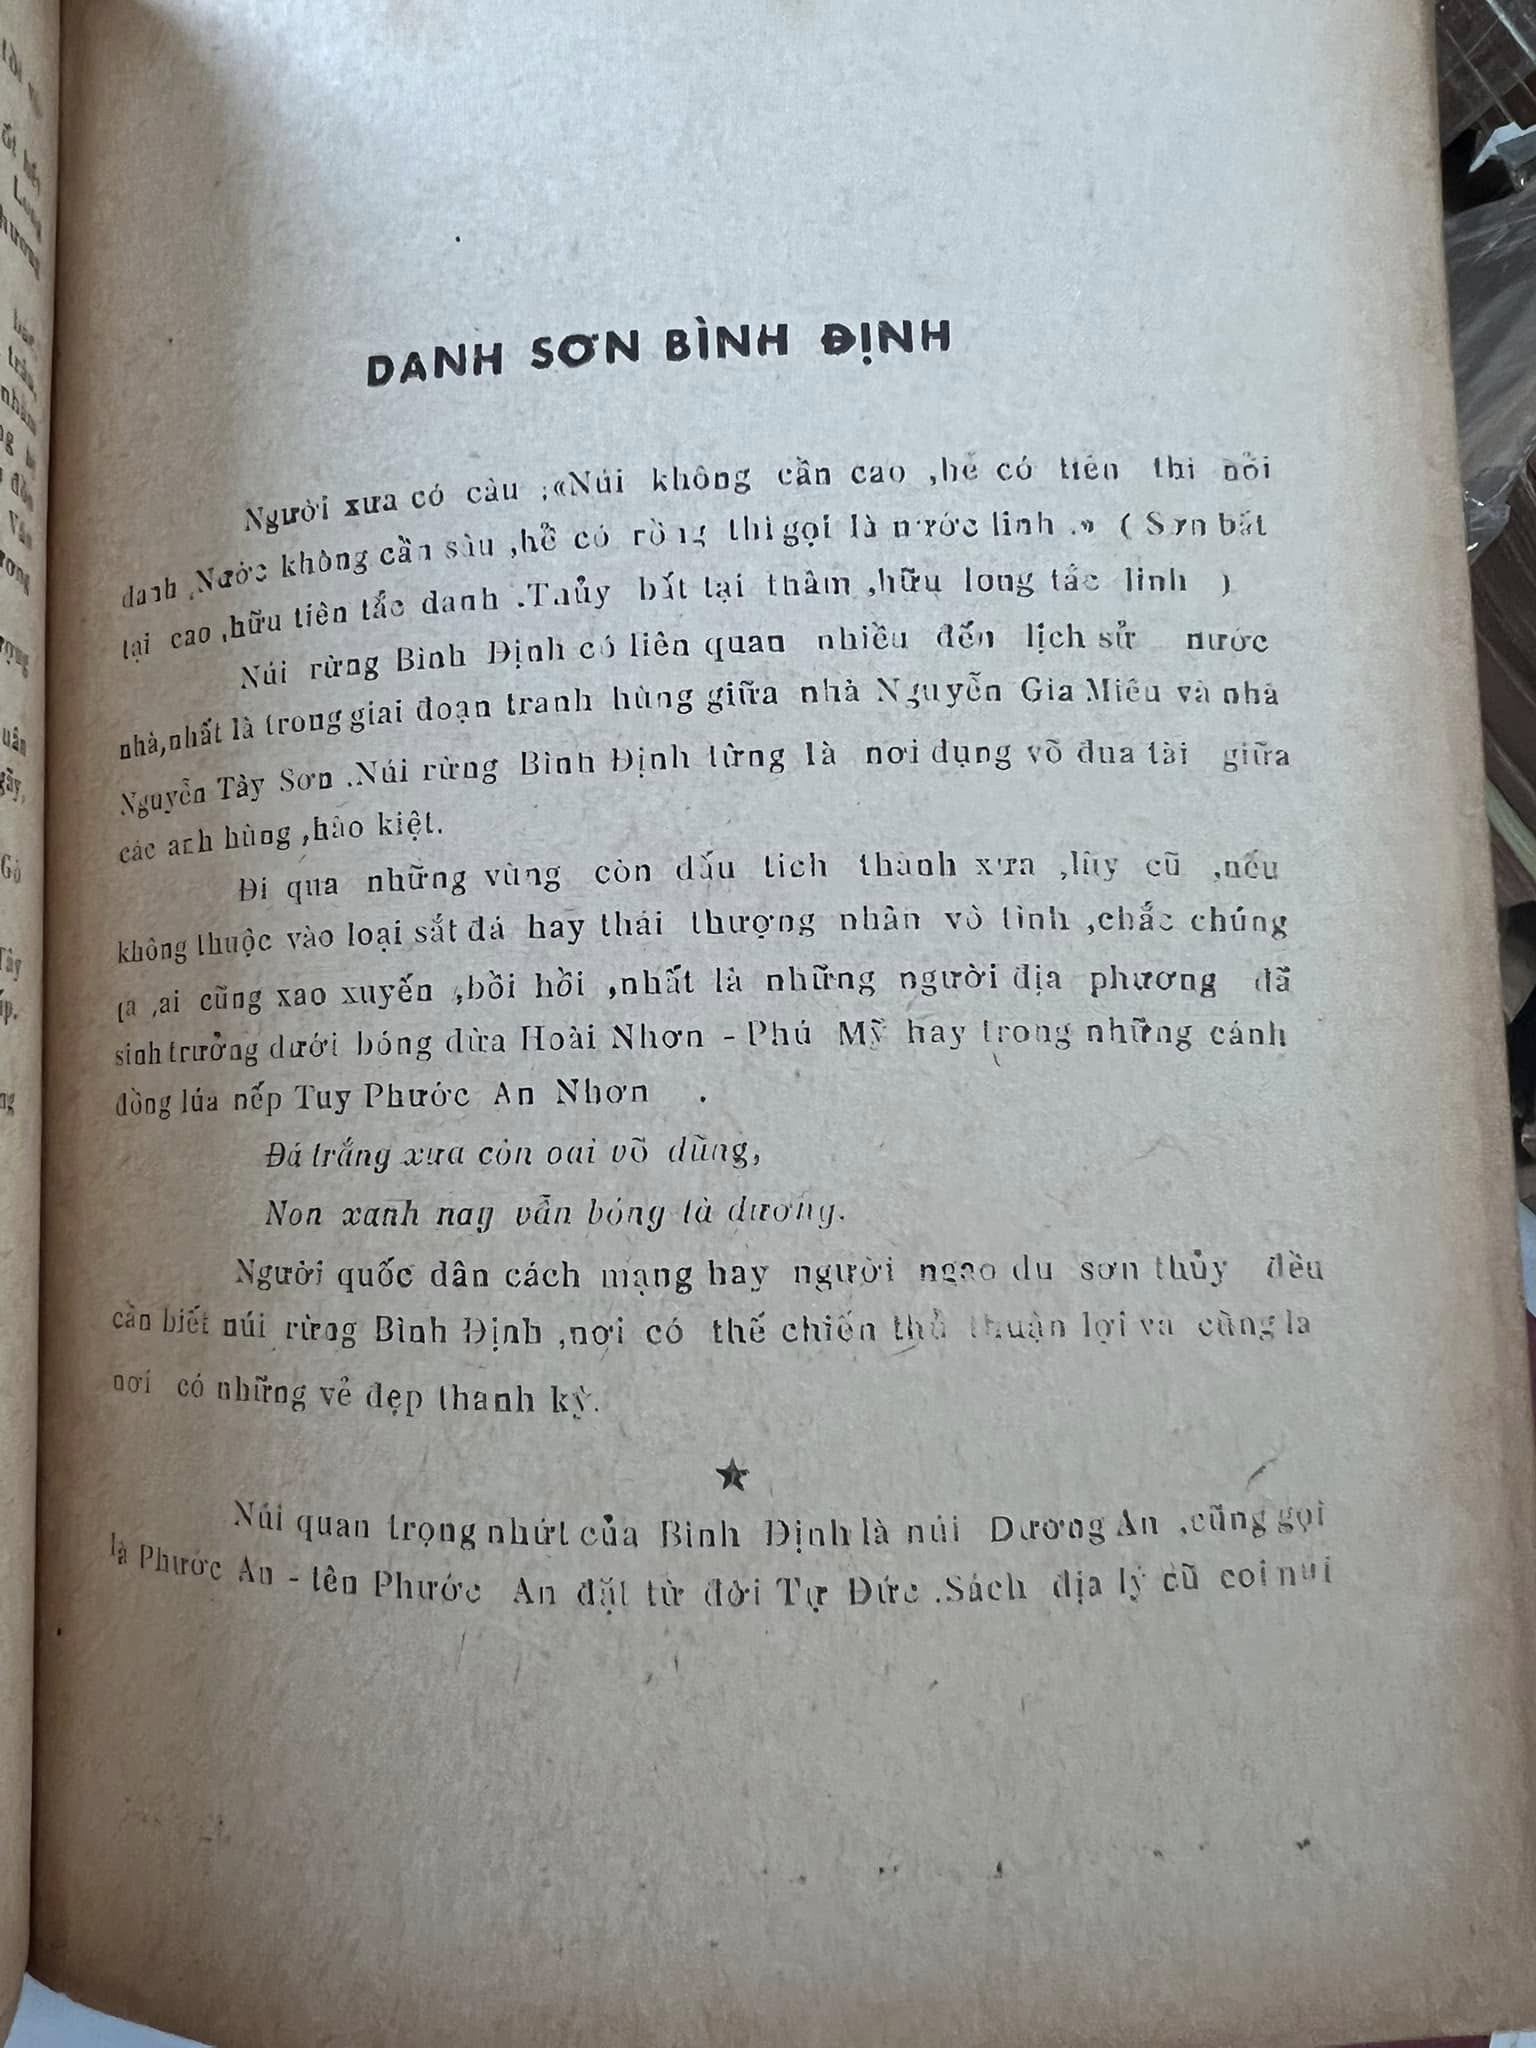 DANH SƠN BÌNH ĐỊNH
Người xưa có câu :«Núi không cần cao ,hễ có tiên thì nổi
danh .Nước không cần sâu ,hễ có rồng thì gọi là nước linh .» ( Sơn bất
tại cao ,hữu tiên tắc danh .Thủy bất tại thâm ,hữu long tắc linh )
Núi rừng Bình Định có liên quan nhiều đến lịch sử nước
nhà,nhất là trong giai đoạn tranh hùng giữa nhà Nguyễn Gia Miêu và nhà
Nguyễn Tây Sơn .Núi rừng Bình Định từng là nơi dụng võ đua tài giữa
các anh hùng ,hào kiệt.
Đi qua những vùng còn dấu tích thành xưa ,lũy cũ ,nếu
không thuộc vào loại sắt đá hay thái thượng nhân vô tình ,chắc chúng
ta ,ai cũng xao xuyến ,bồi hồi ,nhất là những người địa phương đã
sinh trưởng dưới bóng dừa Hoài Nhơn - Phú Mỹ hay trong những cánh
đồng lúa nếp Tuy Phước An Nhơn .
Đá trắng xưa còn oai võ dũng,
Non xanh nay vẫn bóng tà dương.
Người quốc dân cách mạng hay người ngao du sơn thủy đều
cần biết núi rừng Bình Định ,nơi có thế chiến thủ thuận lợi và cũng là
nơi có những vẻ đẹp thanh kỳ.
Núi quan trọng nhứt của Bình Định là núi Dương An ,cũng gọi
là Phước An - tên Phước An đặt từ đời Tự Đức .Sách địa lý cũ coi núi